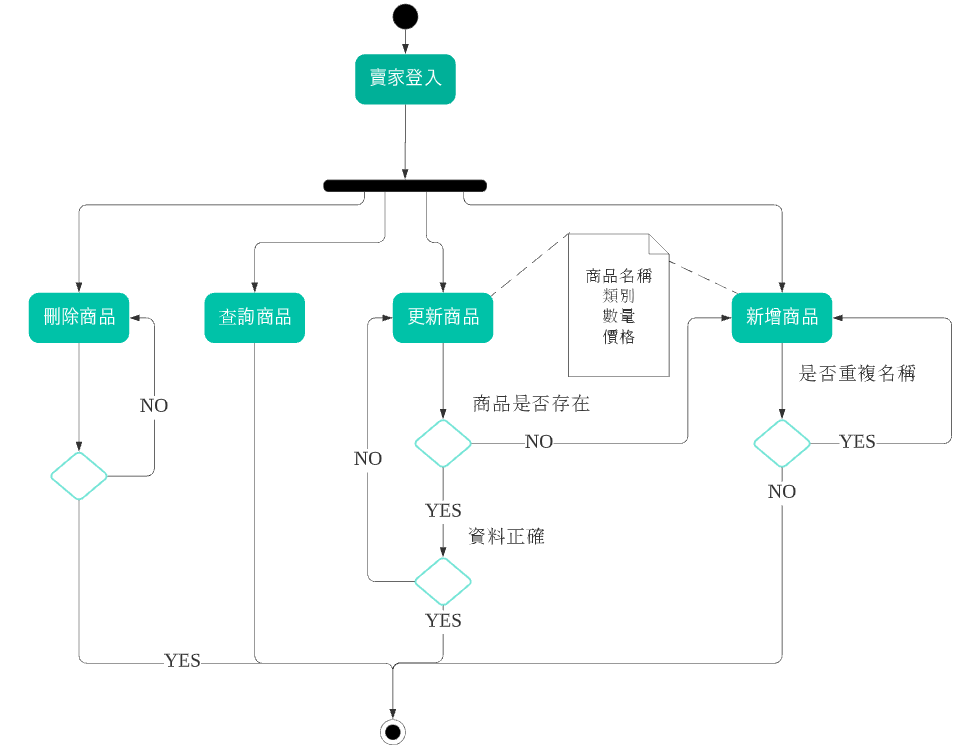 賣家登入
商品名稱
類別
數量
價格
刪除商品
查詢商品
更新商品
新增商品
是否重複名稱
商品是否存在
NO
NO
YES
NO
NO
YES
資料正確
YES
YES